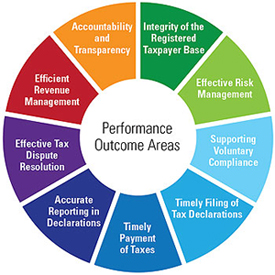 Performance
Outcome Areas
Integrity of the
Registered
Taxpayer Base
Effective Risk
Management
Supporting
Voluntary
Compliance
Timely Filing of
Tax Declarations
Timely
Payment
of Taxes
Accurate
Reporting in
Declarations
Effective Tax
Dispute
Resolution
Efficient
Revenue
Management
Accountability
and
Transparency